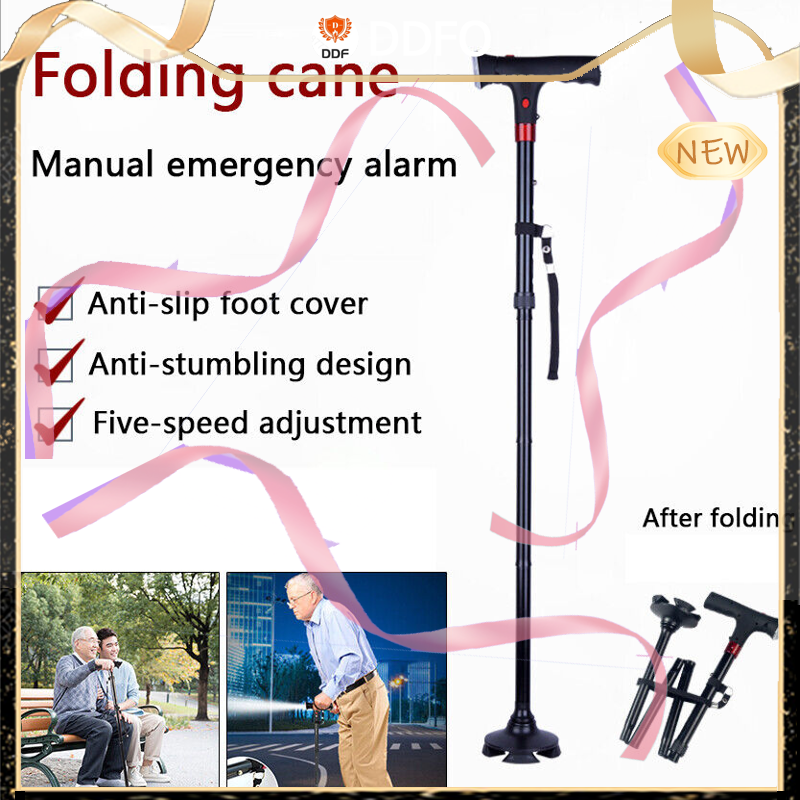 DDFO
DDF
Folding cane
NEW
Manual emergency alarm
Anti-slip foot cover
Anti-stumbling design
Five-speed adjustment
After folding